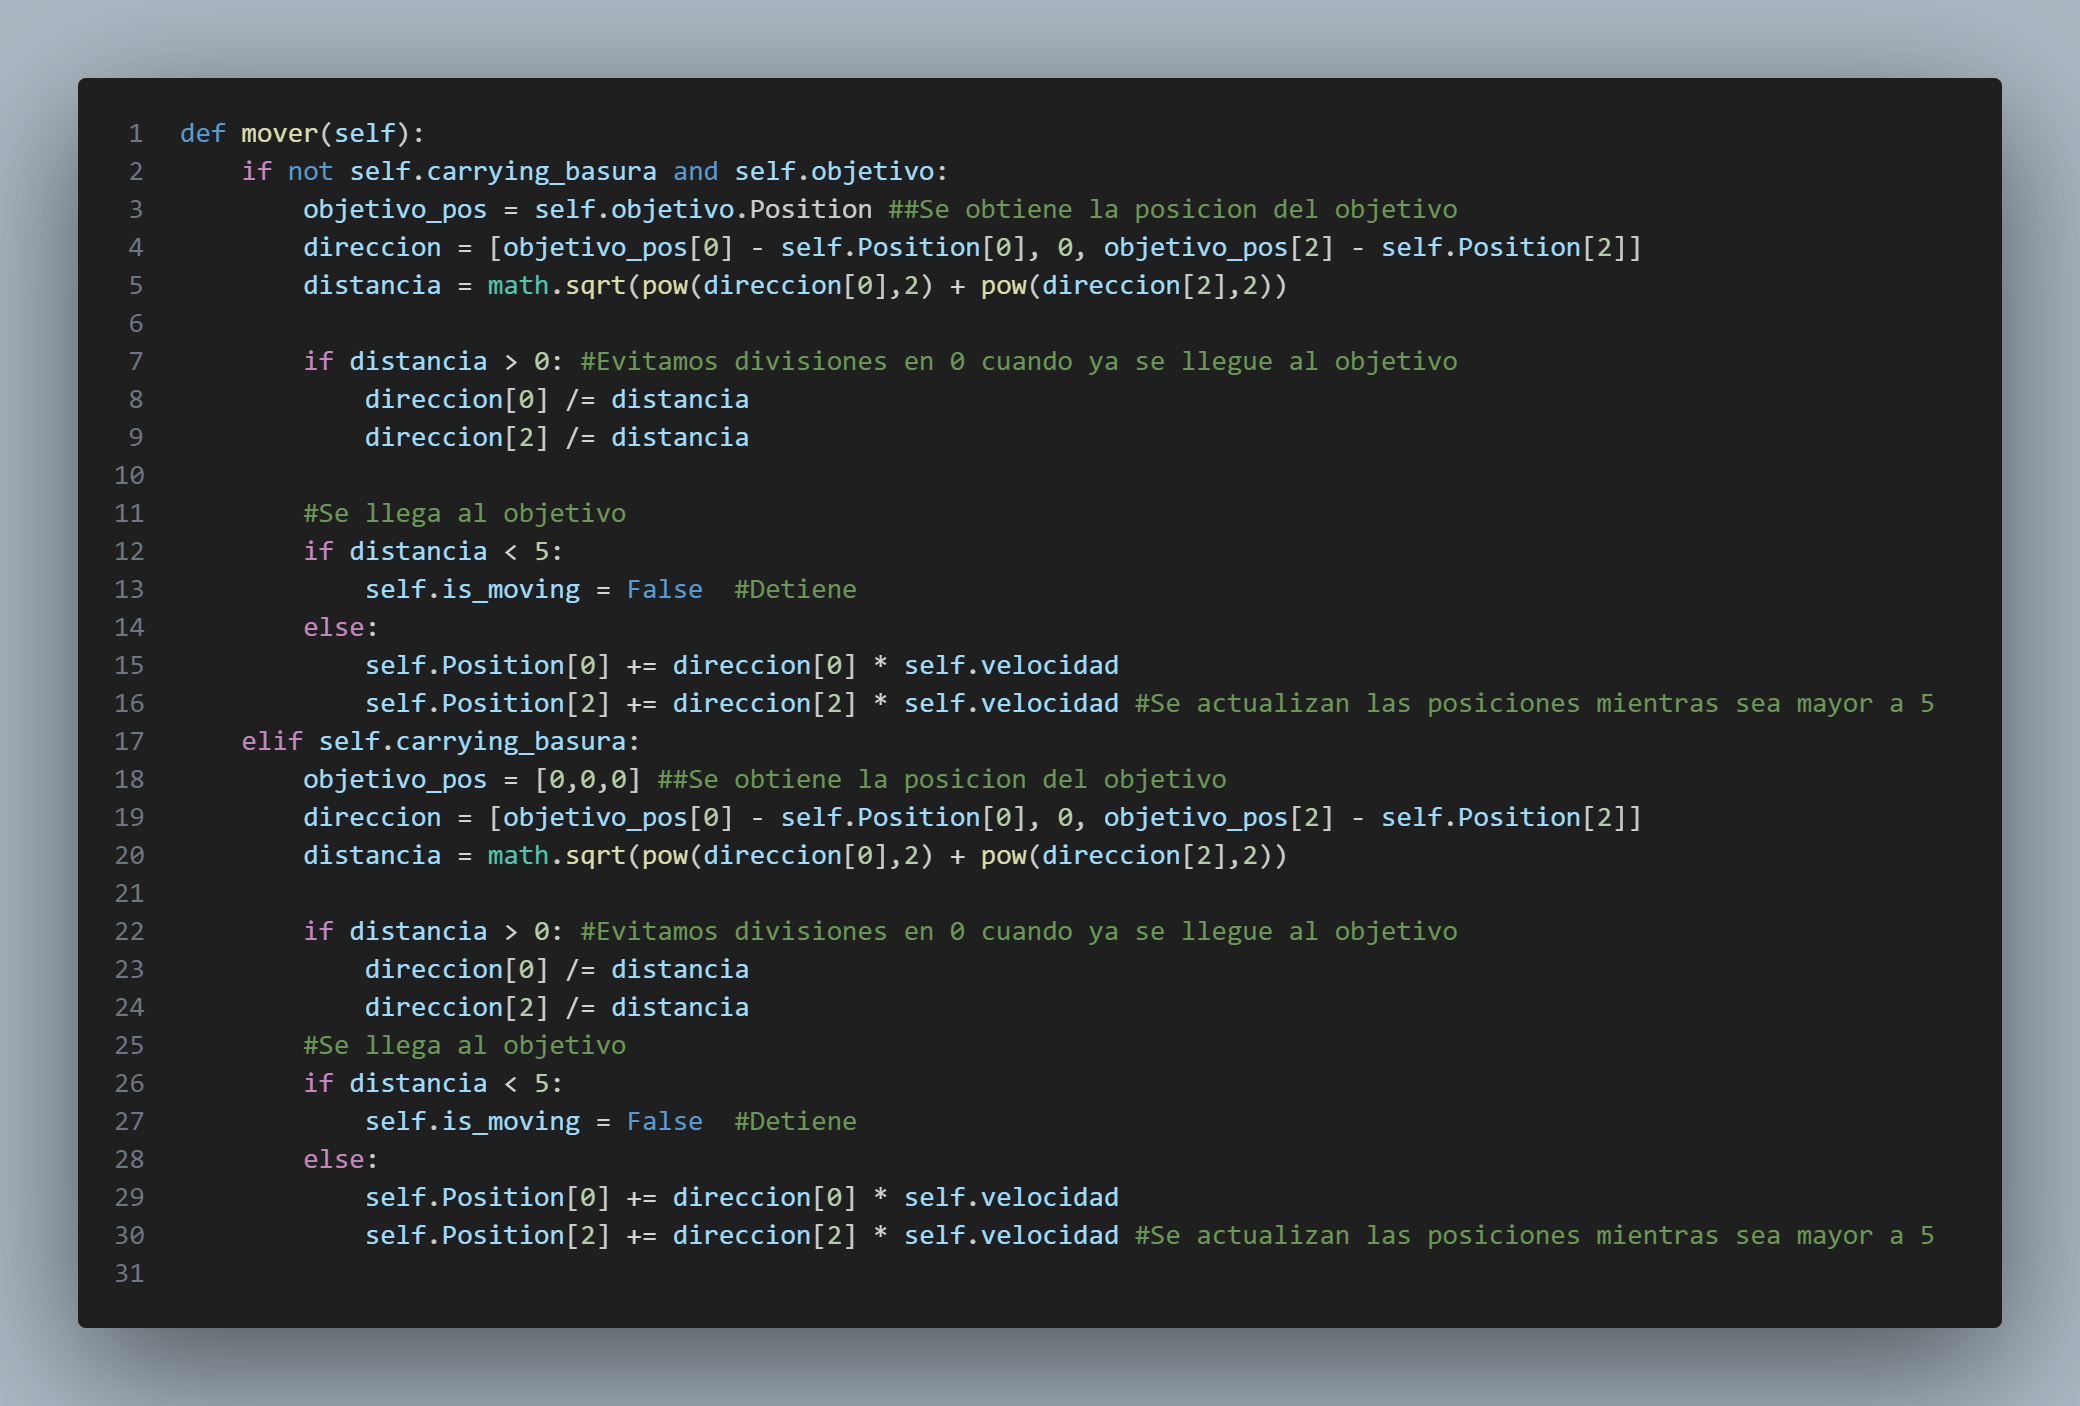 1 def mover(self):
2     if not self.carrying_basura and self.objetivo:
3         objetivo_pos = self.objetivo.Position ##Se obtiene la posicion del objetivo
4         direccion = [objetivo_pos[0] - self.Position[0], 0, objetivo_pos[2] - self.Position[2]]
5         distancia = math.sqrt(pow(direccion[0],2) + pow(direccion[2],2))
6
7         if distancia > 0: #Evitamos divisiones en 0 cuando ya se llegue al objetivo
8             direccion[0] /= distancia
9             direccion[2] /= distancia
10
11         #Se llega al objetivo
12         if distancia < 5:
13             self.is_moving = False  #Detiene
14         else:
15             self.Position[0] += direccion[0] * self.velocidad
16             self.Position[2] += direccion[2] * self.velocidad #Se actualizan las posiciones mientras sea mayor a 5
17     elif self.carrying_basura:
18         objetivo_pos = [0,0,0] ##Se obtiene la posicion del objetivo
19         direccion = [objetivo_pos[0] - self.Position[0], 0, objetivo_pos[2] - self.Position[2]]
20         distancia = math.sqrt(pow(direccion[0],2) + pow(direccion[2],2))
21
22         if distancia > 0: #Evitamos divisiones en 0 cuando ya se llegue al objetivo
23             direccion[0] /= distancia
24             direccion[2] /= distancia
25         #Se llega al objetivo
26         if distancia < 5:
27             self.is_moving = False  #Detiene
28         else:
29             self.Position[0] += direccion[0] * self.velocidad
30             self.Position[2] += direccion[2] * self.velocidad #Se actualizan las posiciones mientras sea mayor a 5
31